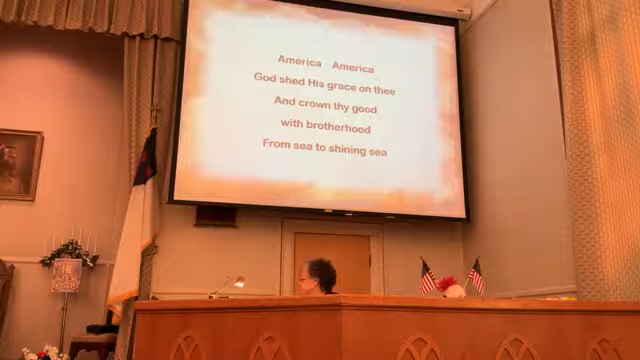 America   America
God shed His grace on thee
And crown thy good
with brotherhood
From sea to shining sea